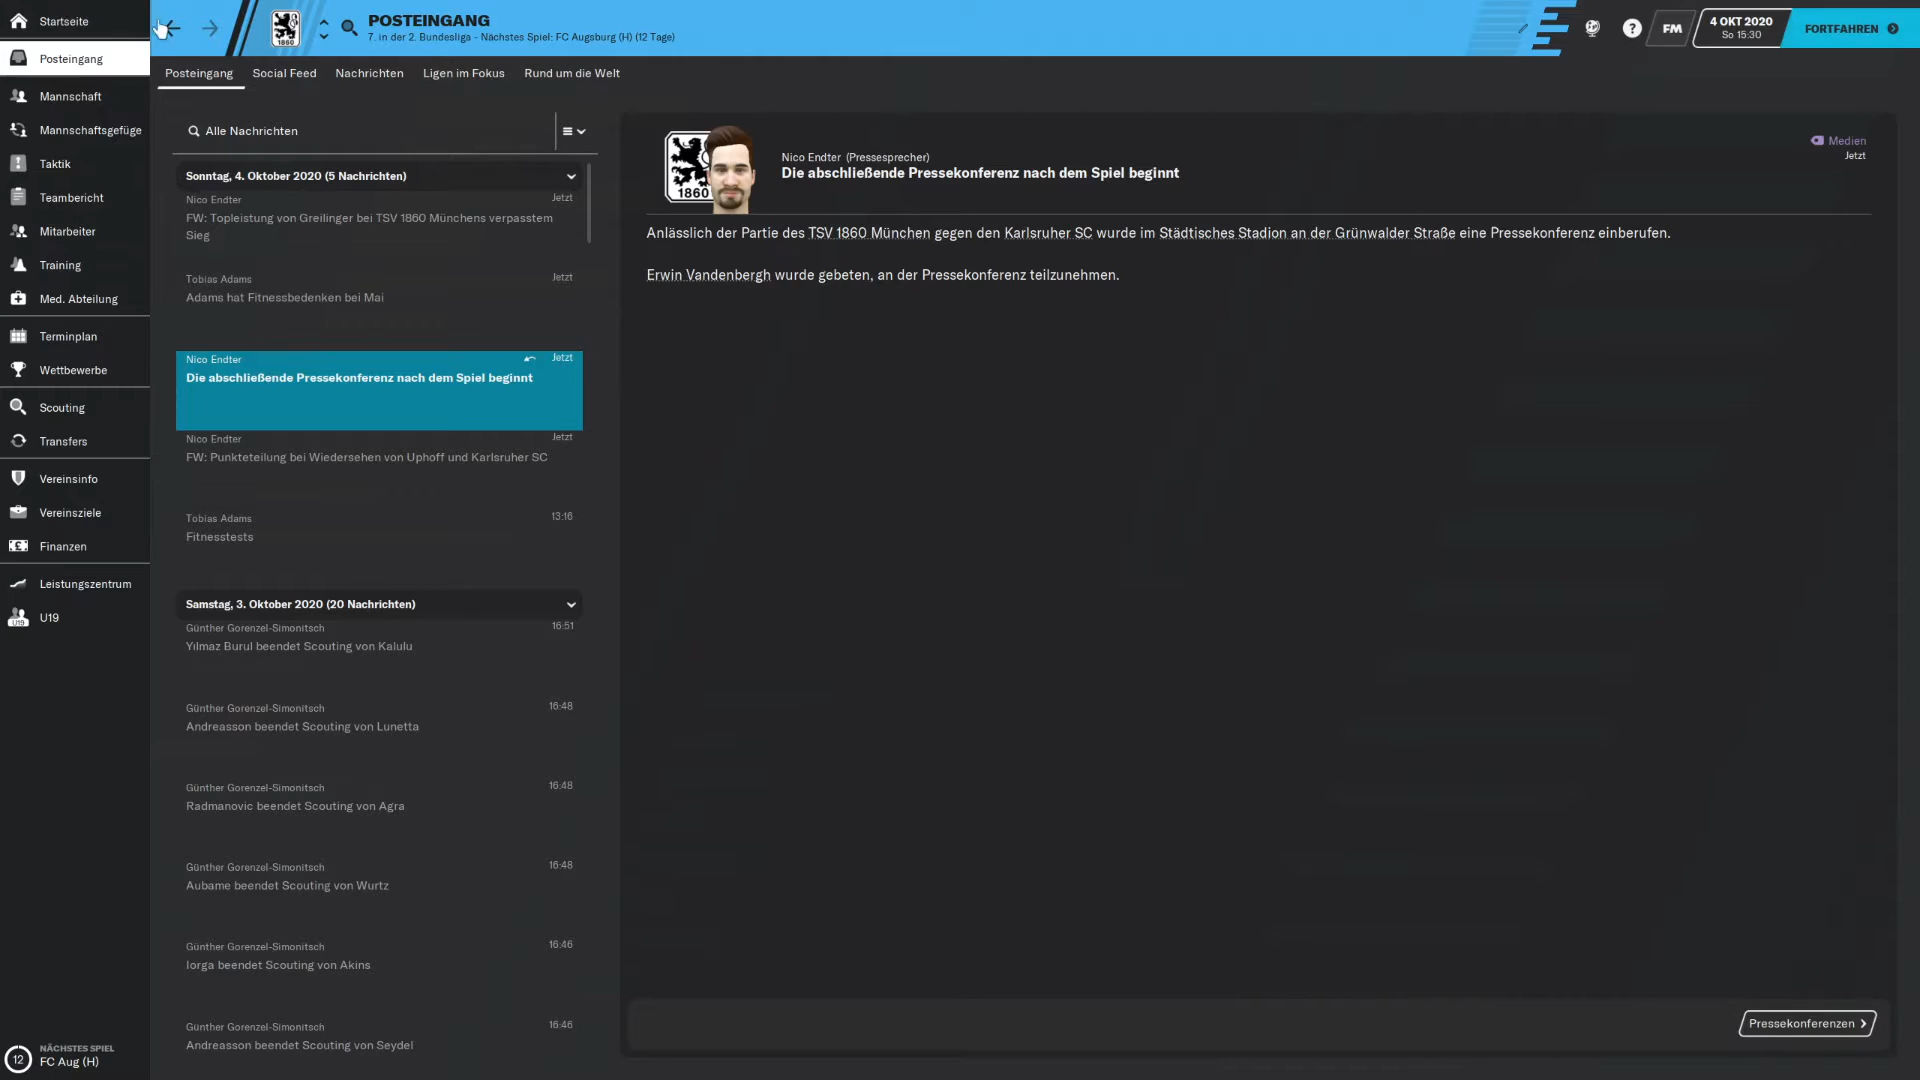 Startseite
Posteingang
Mannschaft
Mannschaftsgefüge
Taktik
Teambericht
Mitarbeiter
Training
Med. Abteilung
Terminplan
Wettbewerbe
Scouting
Transfers
Vereinsinfo
Vereinsziele
Finanzen
Leistungszentrum
U19
U19
12
NÄCHSTES SPIEL
FC Aug (H)
1860
POSTEINGANG
7. in der 2. Bundesliga - Nächstes Spiel: FC Augsburg (H) (12 Tage)
?
FM
4 OKT 2020
So 15:30
FORTFAHREN
Posteingang
Social Feed
Nachrichten
Ligen im Fokus
Rund um die Welt
Alle Nachrichten
Sonntag, 4. Oktober 2020 (5 Nachrichten)
Nico Endter Jetzt
FW: Topleistung von Greilinger bei TSV 1860 Münchens verpasstem
Sieg
Tobias Adams Jetzt
Adams hat Fitnessbedenken bei Mai
Nico Endter Jetzt
Die abschließende Pressekonferenz nach dem Spiel beginnt
Nico Endter Jetzt
FW: Punkteteilung bei Wiedersehen von Uphoff und Karlsruher SC
Tobias Adams 13:16
Fitnesstests
Samstag, 3. Oktober 2020 (20 Nachrichten)
Günther Gorenzel-Simonitsch 16:51
Yılmaz Burul beendet Scouting von Kalulu
Günther Gorenzel-Simonitsch 16:48
Andreasson beendet Scouting von Lunetta
Günther Gorenzel-Simonitsch 16:48
Radmanovic beendet Scouting von Agra
Günther Gorenzel-Simonitsch 16:48
Aubame beendet Scouting von Wurtz
Günther Gorenzel-Simonitsch 16:46
Iorga beendet Scouting von Akins
Günther Gorenzel-Simonitsch 16:46
Andreasson beendet Scouting von Seydel
1860
Nico Endter (Pressesprecher)
Die abschließende Pressekonferenz nach dem Spiel beginnt
Medien
Jetzt
Anlässlich der Partie des TSV 1860 München gegen den Karlsruher SC wurde im Städtisches Stadion an der Grünwalder Straße eine Pressekonferenz einberufen.
Erwin Vandenbergh wurde gebeten, an der Pressekonferenz teilzunehmen.
Pressekonferenzen